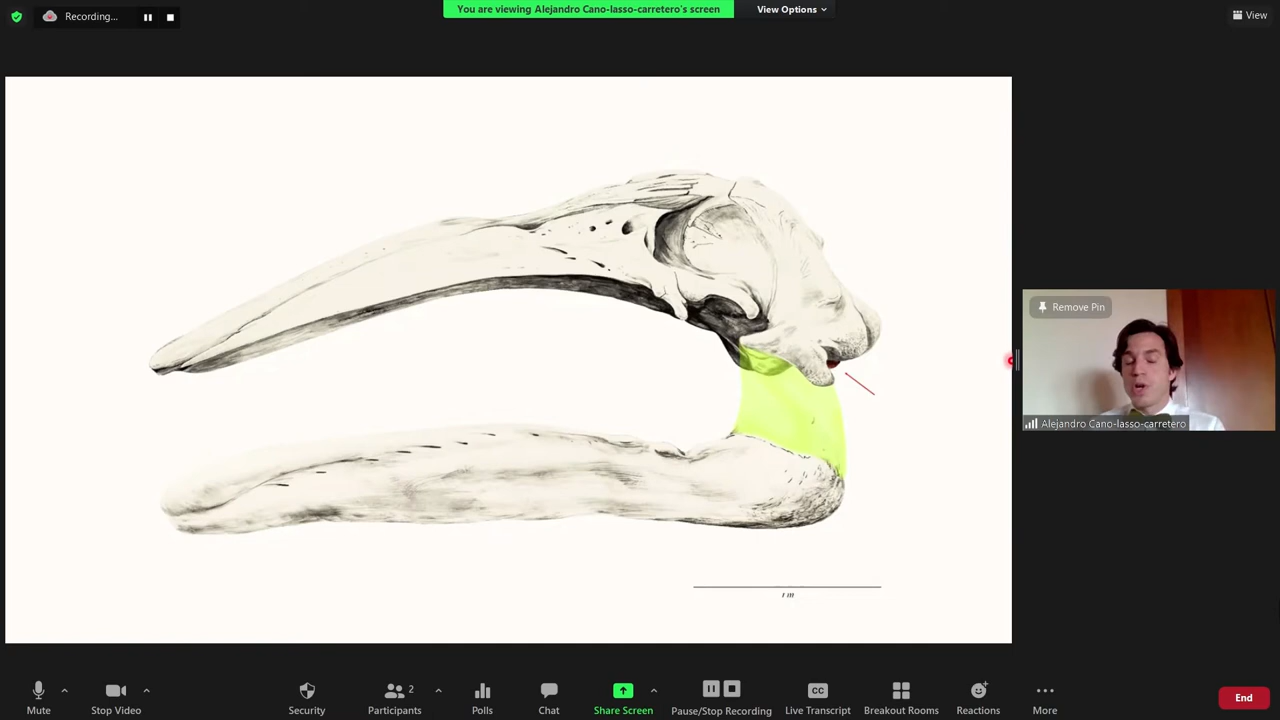 Recording...
You are viewing Alejandro Cano-lasso-carretero's screen
View Options
View
Remove Pin
Alejandro Cano-lasso-carretero
1 m
Mute
Stop Video
Security
2
Participants
Polls
Chat
Share Screen
Pause/Stop Recording
CC
Live Transcript
Breakout Rooms
Reactions
More
End